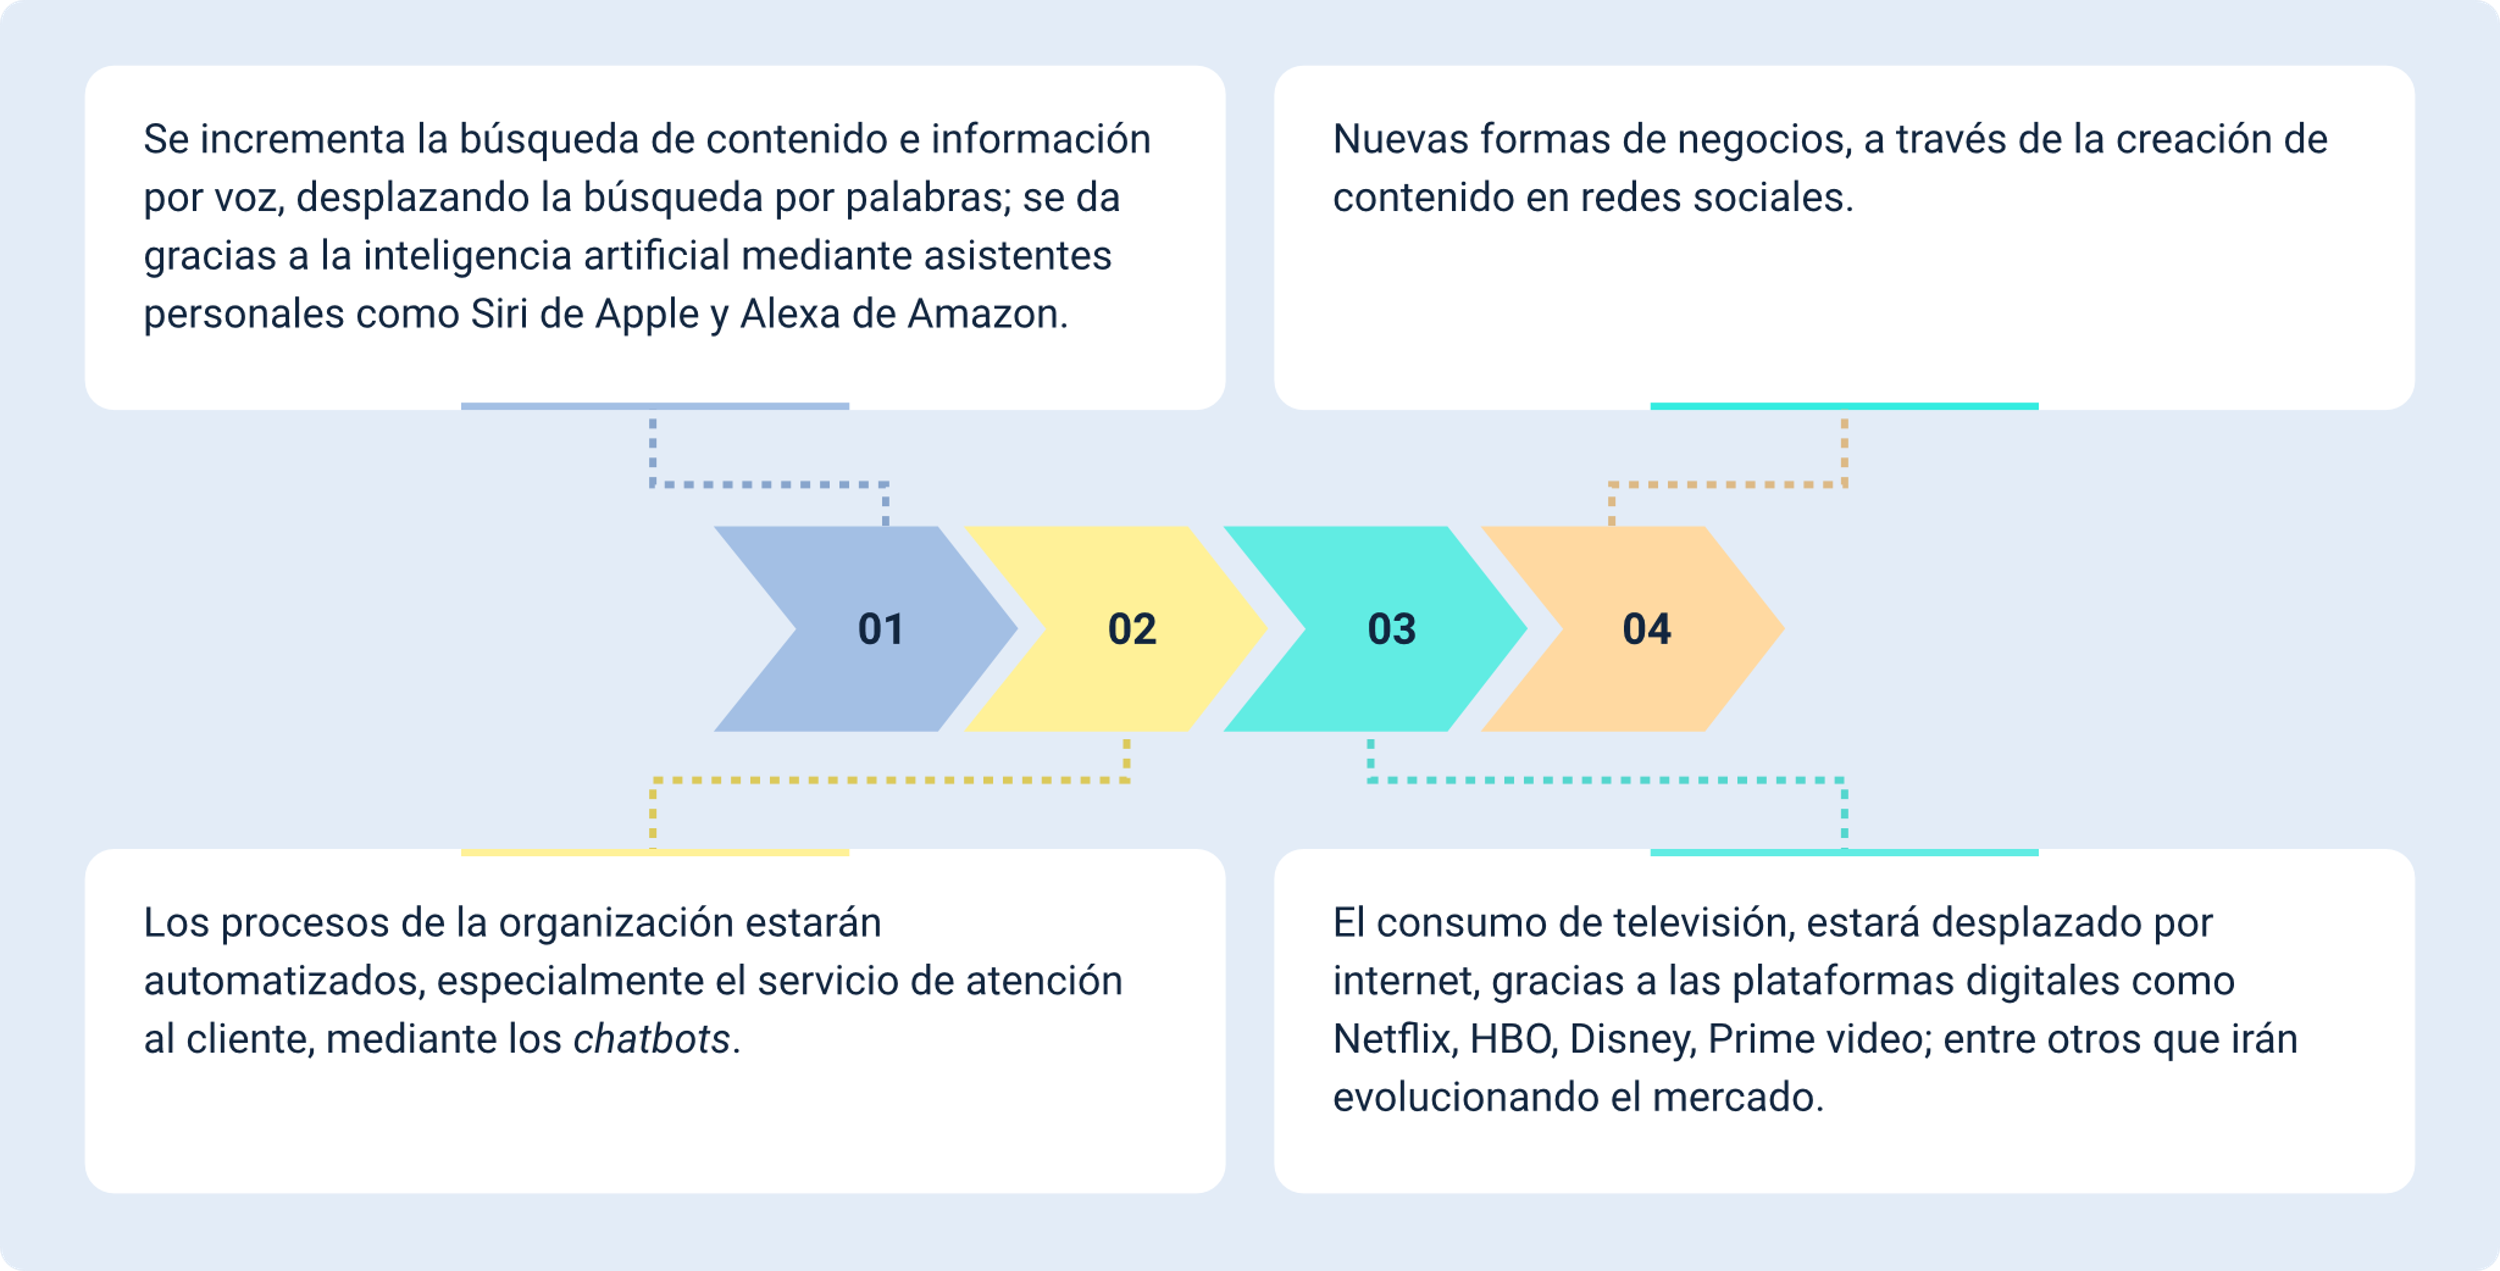 Se incrementa la búsqueda de contenido e información
por voz, desplazando la búsqueda por palabras; se da
gracias a la inteligencia artificial mediante asistentes
personales como Siri de Apple y Alexa de Amazon.
Nuevas formas de negocios, a través de la creación de
contenido en redes sociales.
01
02
03
04
Los procesos de la organización estarán
automatizados, especialmente el servicio de atención
al cliente, mediante los chatbots.
El consumo de televisión, estará desplazado por
internet, gracias a las plataformas digitales como
Netflix, HBO, Disney, Prime video; entre otros que irán
evolucionando el mercado.